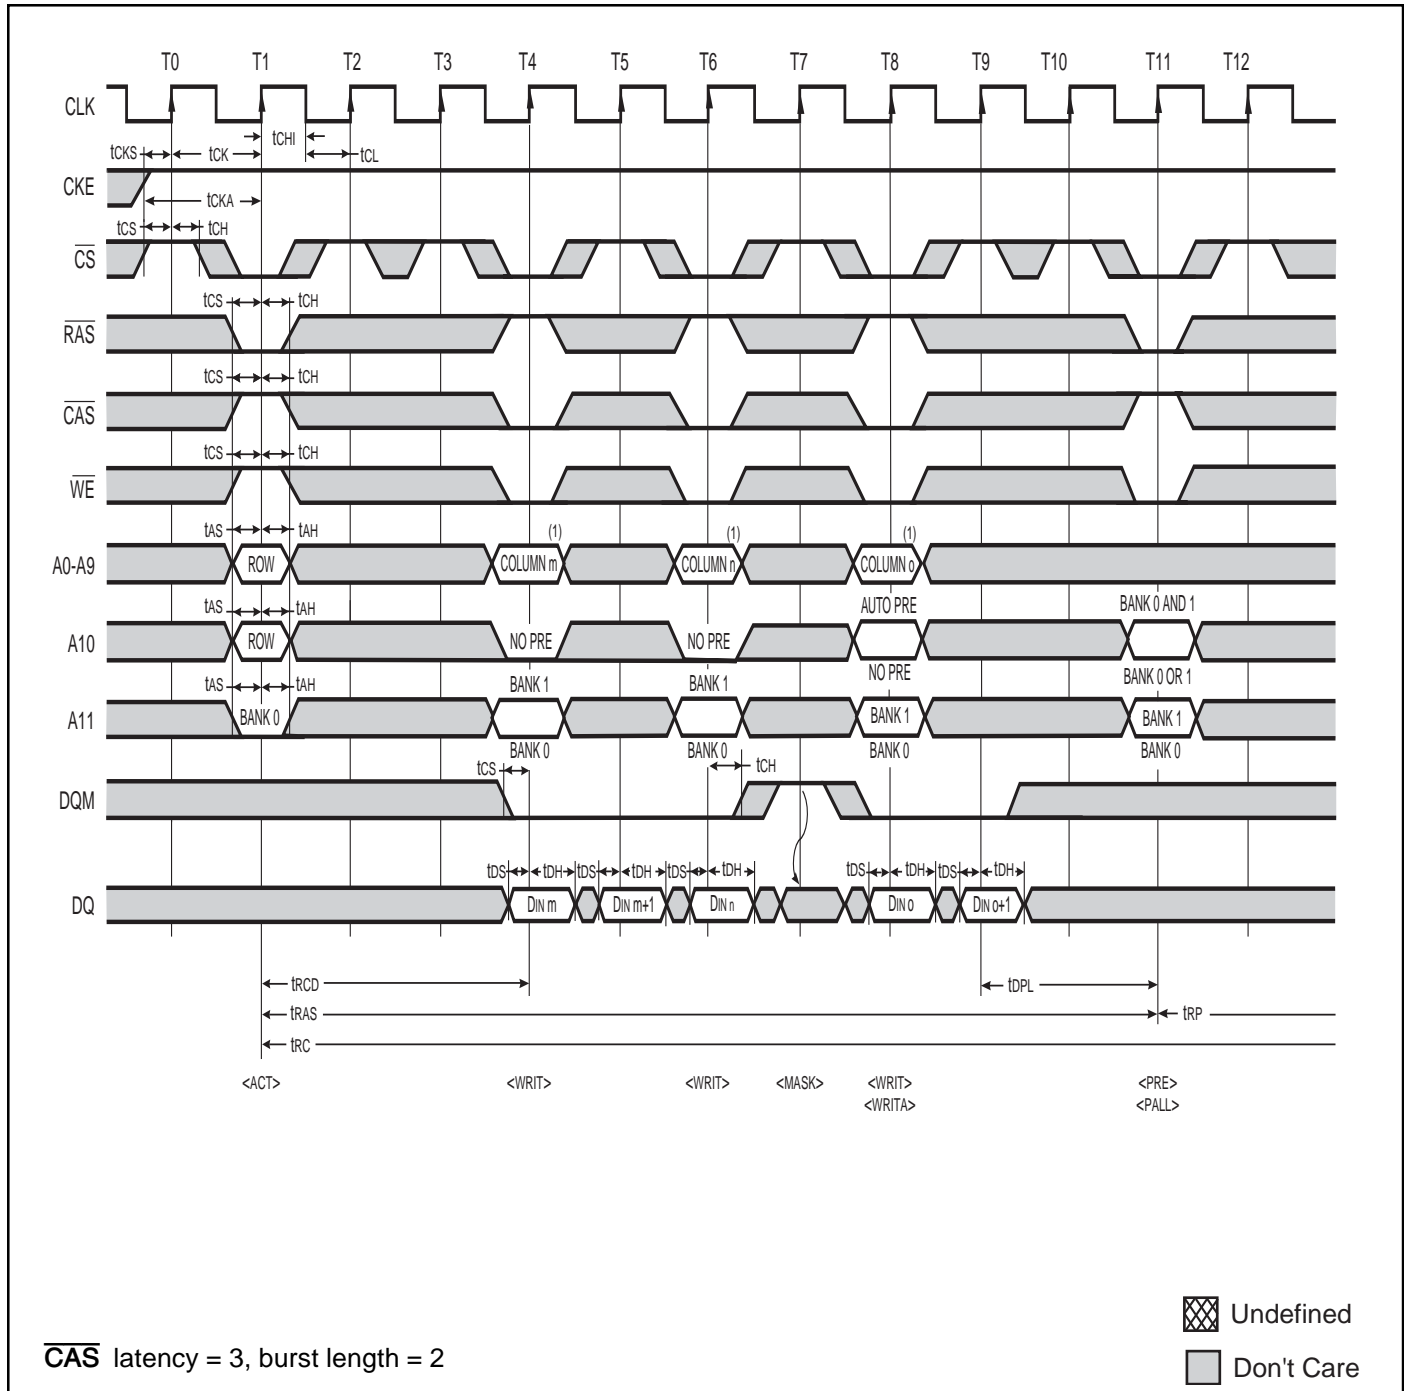 T0 T1 T2 T3 T4 T5 T6 T7 T8 T9 T10 T11 T12
CLK
tCHI
tCKS tCK tCL
CKE
tCKA
tCS tCH
CS
tCS tCH
RAS
tCS tCH
CAS
tCS tCH
WE
tAS tAH (1) (1) (1)
A0-A9 ROW COLUMN m COLUMN n COLUMN o
tAS tAH AUTO PRE BANK 0 AND 1
A10 ROW NO PRE NO PRE
NO PRE BANK 0 OR 1
tAS tAH BANK 1 BANK 1
A11 BANK 0 BANK 1 BANK 1
BANK 0 BANK 0 BANK 0 BANK 0
tCS tCH
DQM
tDS tDH tDS tDH tDS tDH tDS tDH tDS tDH
DQ DIN m DIN m+1 DIN n DIN o DIN o+1
tRCD tDPL
tRAS tRP
tRC
<ACT> <WRIT> <WRIT> <MASK> <WRIT> <PRE>
<WRITA> <PALL>
Undefined
CAS latency = 3, burst length = 2
Don't Care